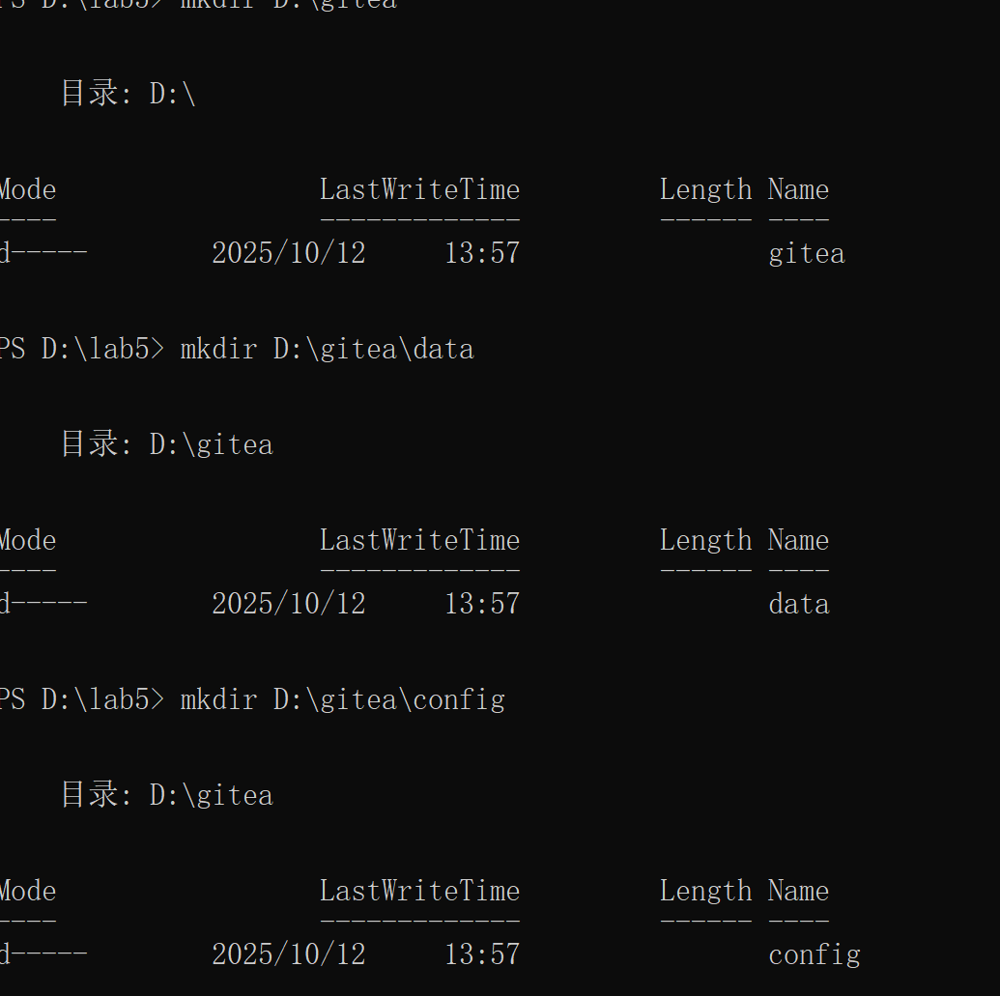 PS D:\lab5> mkdir D:\gitea
目录: D:\
Mode                 LastWriteTime         Length Name
----                 -------------         ------ ----
d-----        2025/10/12     13:57                gitea
PS D:\lab5> mkdir D:\gitea\data
目录: D:\gitea
Mode                 LastWriteTime         Length Name
----                 -------------         ------ ----
d-----        2025/10/12     13:57                data
PS D:\lab5> mkdir D:\gitea\config
目录: D:\gitea
Mode                 LastWriteTime         Length Name
----                 -------------         ------ ----
d-----        2025/10/12     13:57                config